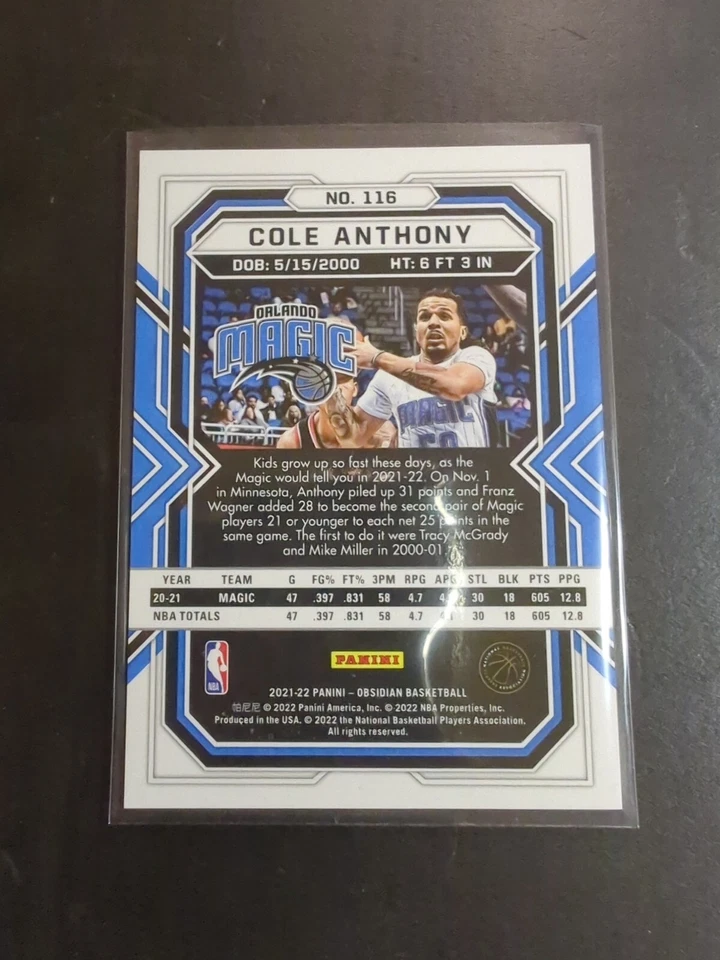 NO. 116
COLE ANTHONY
DOB: 5/15/2000 HT: 6 FT 3 IN
ORLANDO
MAGIC
MAGIC
50
Kids grow up so fast these days, as the
Magic would tell you in 2021-22. On Nov. 1
in Minnesota, Anthony piled up 31 points and Franz
Wagner added 28 to become the second pair of Magic
players 21 or younger to each net 25 points in the
same game. The first to do it were Tracy McGrady
and Mike Miller in 2000-01.
YEAR TEAM G FG% FT% 3PM RPG APG STL BLK PTS PPG
20-21 MAGIC 47 .397 .831 58 4.7 30 18 605 12.8
NBA TOTALS 47 .397 .831 58 4.7 30 18 605 12.8
NBA
PANINI
NATIONAL BASKETBALL PLAYERS ASSOCIATION
2021-22 PANINI – OBSIDIAN BASKETBALL
帕尼尼 © 2022 Panini America, Inc. © 2022 NBA Properties, Inc.
Produced in the USA. © 2022 the National Basketball Players Association.
All rights reserved.